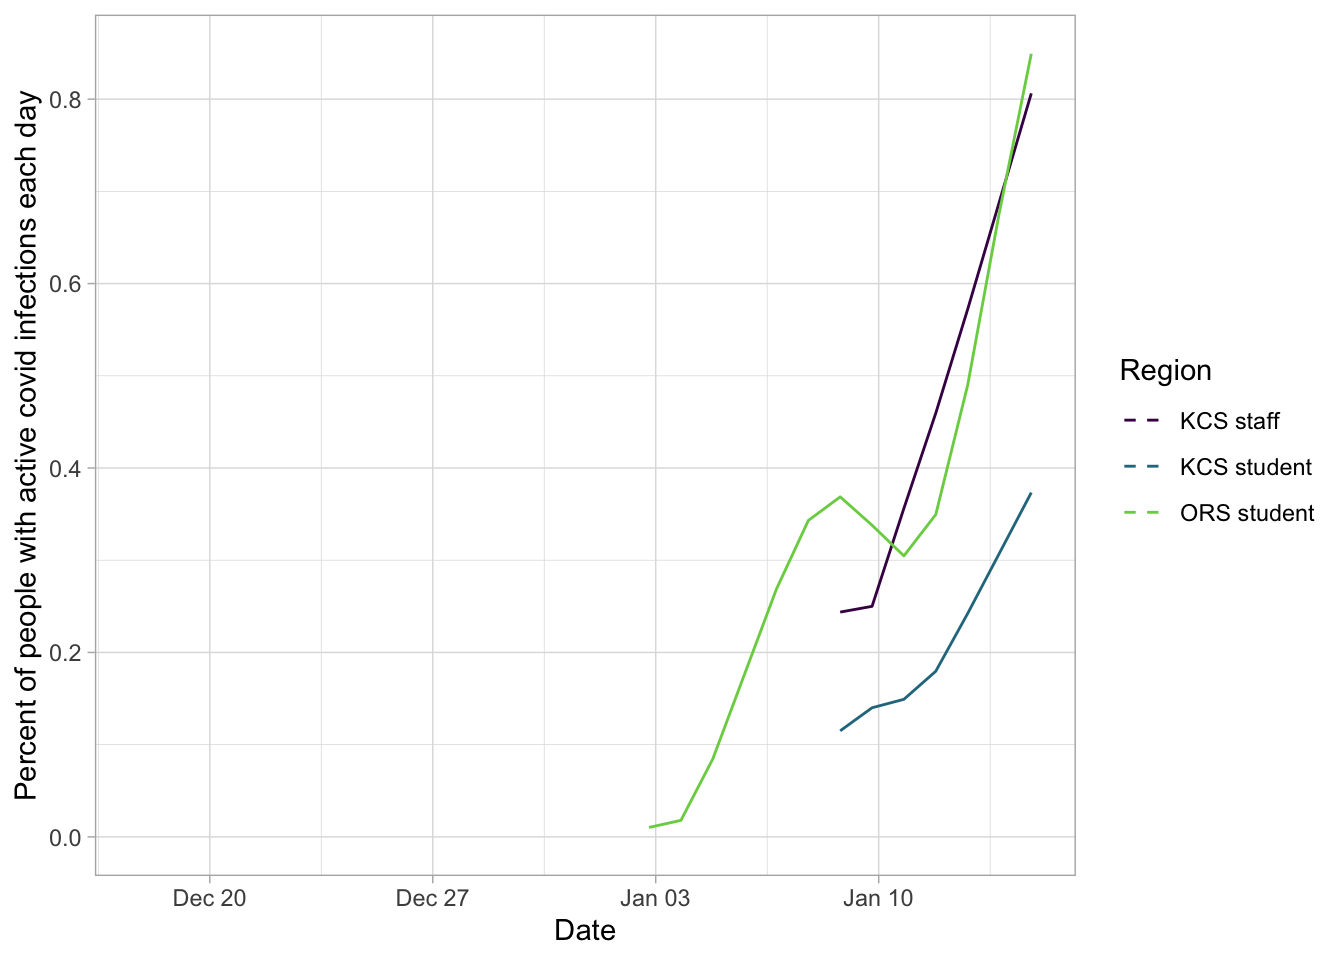 Percent of people with active covid infections each day
0.8
0.6
0.4
0.2
0.0
Dec 20
Dec 27
Jan 03
Jan 10
Date
Region
KCS staff
KCS student
ORS student